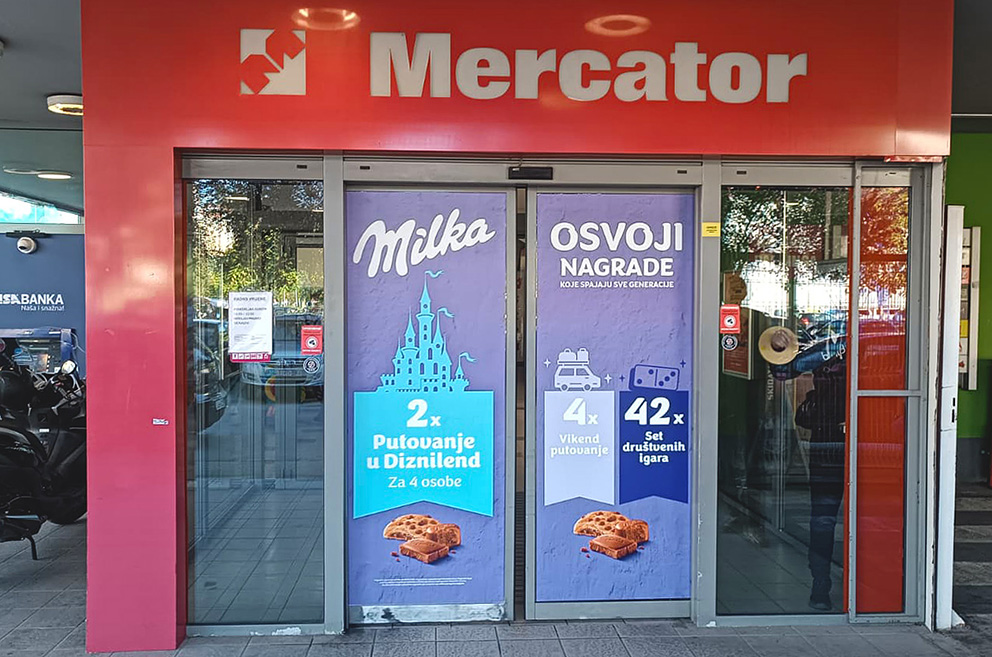 Mercator
Milka
2x
Putovanje
u Diznilend
Za 4 osobe
OSVOJI
NAGRADE
KOJE SPAJAJU SVE GENERACIJE
4x
Vikend
putovanje
42x
Set
društvenih
igara
BANKA
Naša i snažna!